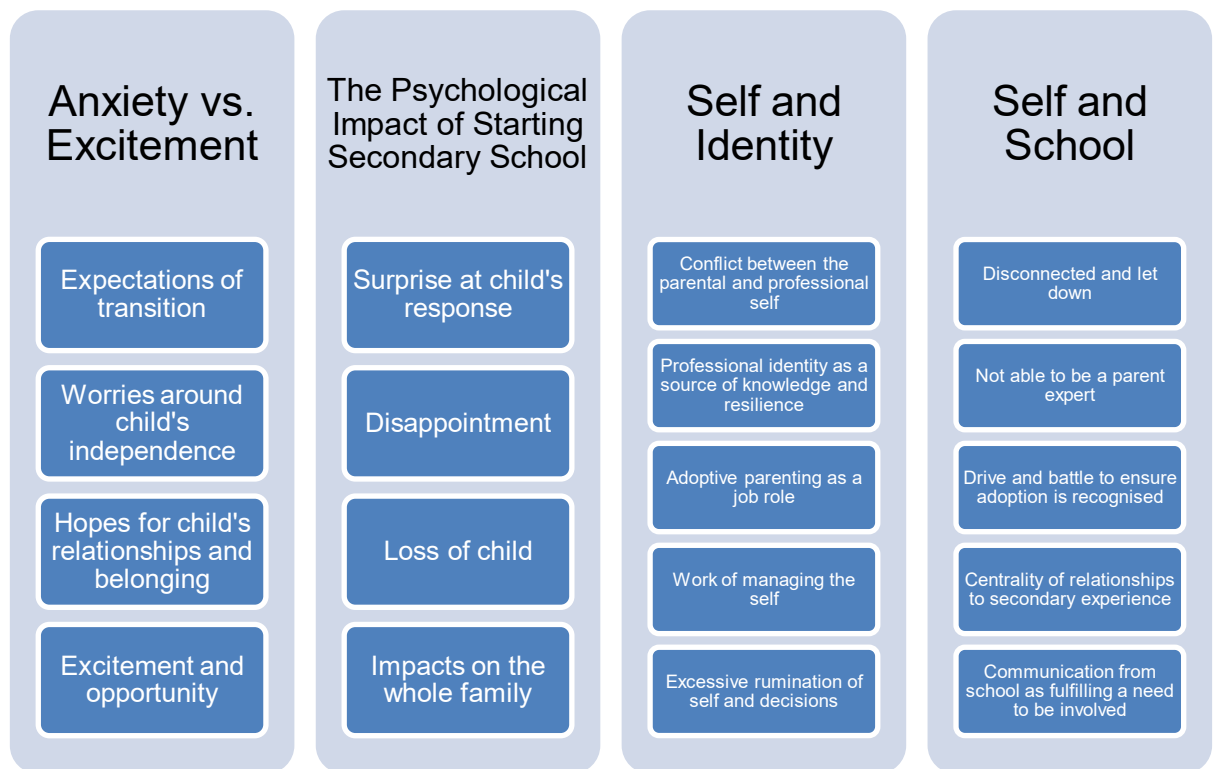 Anxiety vs.
Excitement
Expectations of
transition
Worries around
child's
independence
Hopes for child's
relationships and
belonging
Excitement and
opportunity
The Psychological
Impact of Starting
Secondary School
Surprise at child's
response
Disappointment
Loss of child
Impacts on the
whole family
Self and
Identity
Conflict between the
parental and professional
self
Professional identity as a
source of knowledge and
resilience
Adoptive parenting as a
job role
Work of managing the
self
Excessive rumination of
self and decisions
Self and
School
Disconnected and let
down
Not able to be a parent
expert
Drive and battle to ensure
adoption is recognised
Centrality of relationships
to secondary experience
Communication from
school as fulfilling a need
to be involved